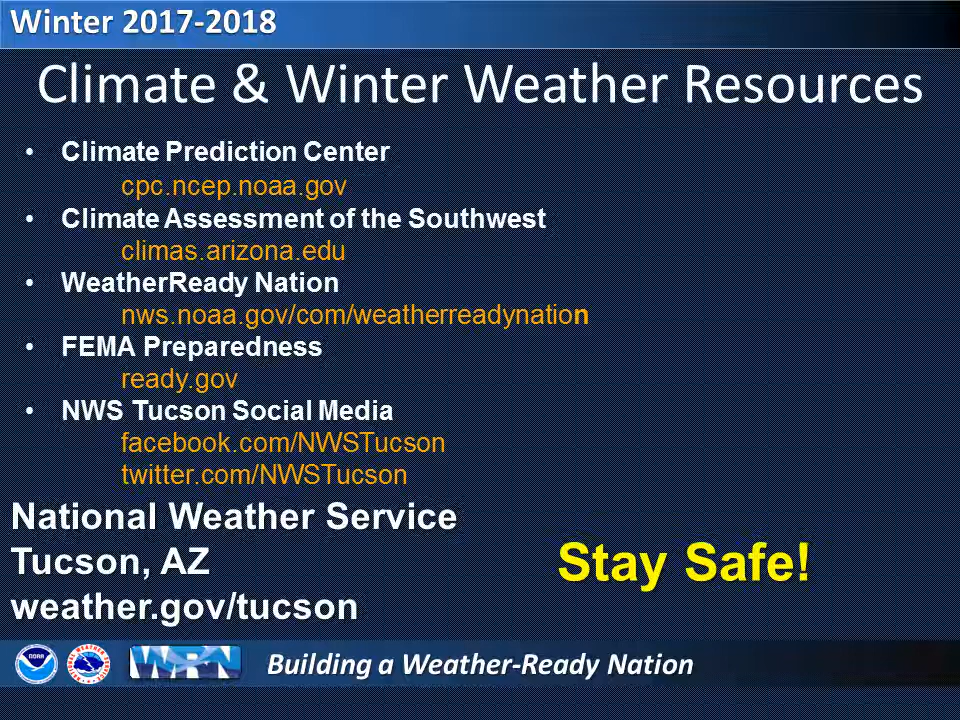 Winter 2017-2018
Climate & Winter Weather Resources
• Climate Prediction Center
cpc.ncep.noaa.gov
• Climate Assessment of the Southwest
climas.arizona.edu
• WeatherReady Nation
nws.noaa.gov/com/weatherreadynation
• FEMA Preparedness
ready.gov
• NWS Tucson Social Media
facebook.com/NWSTucson
twitter.com/NWSTucson
National Weather Service
Tucson, AZ
weather.gov/tucson
Stay Safe!
NOAA
WRN
Building a Weather-Ready Nation